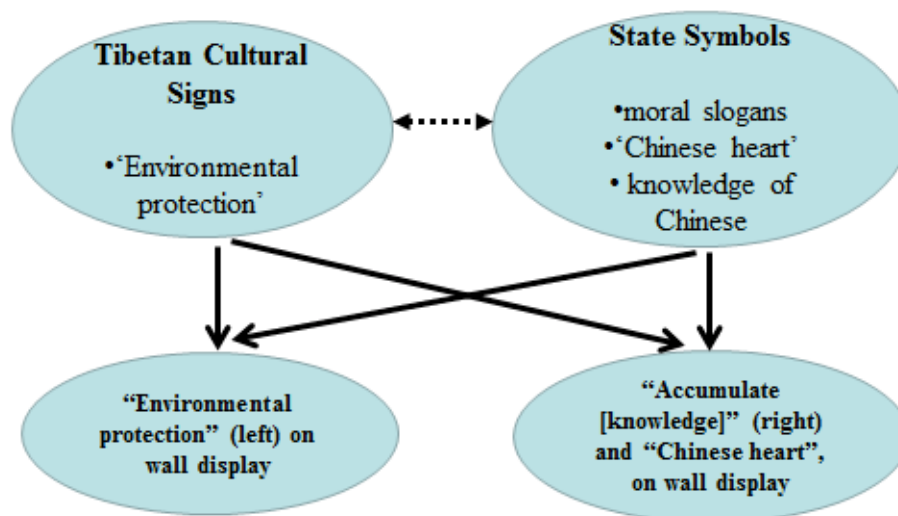 Tibetan Cultural
Signs
•‘Environmental
protection’
State Symbols
•moral slogans
•‘Chinese heart’
• knowledge of
Chinese
“Environmental
protection” (left) on
wall display
“Accumulate
[knowledge]” (right)
and “Chinese heart”,
on wall display